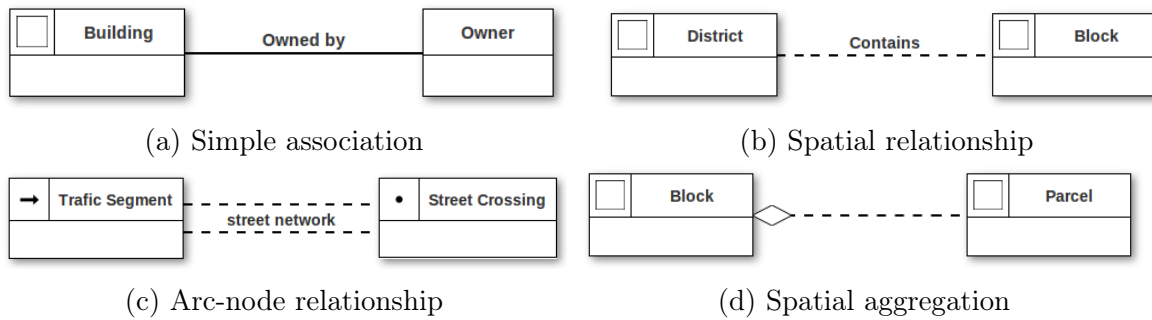 Building
Owned by
Owner
District
Contains
Block
(a) Simple association
(b) Spatial relationship
Trafic Segment
street network
Street Crossing
Block
Parcel
(c) Arc-node relationship
(d) Spatial aggregation